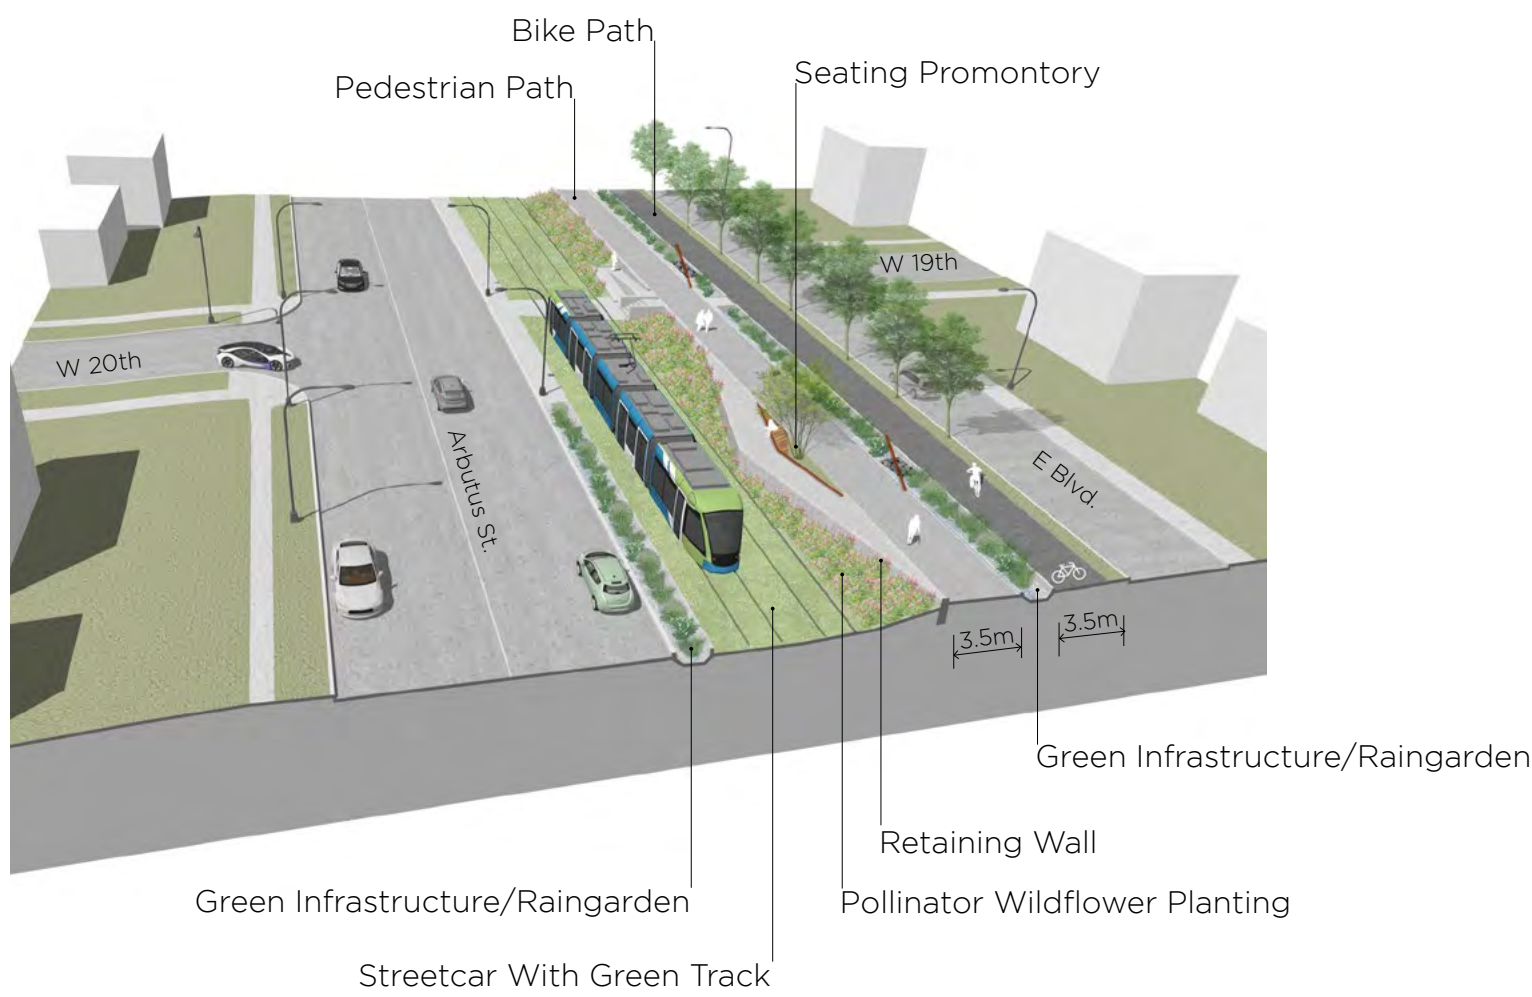 Bike Path
Seating Promontory
Pedestrian Path
W 19th
W 20th
Arbutus St.
E Blvd.
3.5m
3.5m
Green Infrastructure/Raingarden
Retaining Wall
Green Infrastructure/Raingarden
Pollinator Wildflower Planting
Streetcar With Green Track